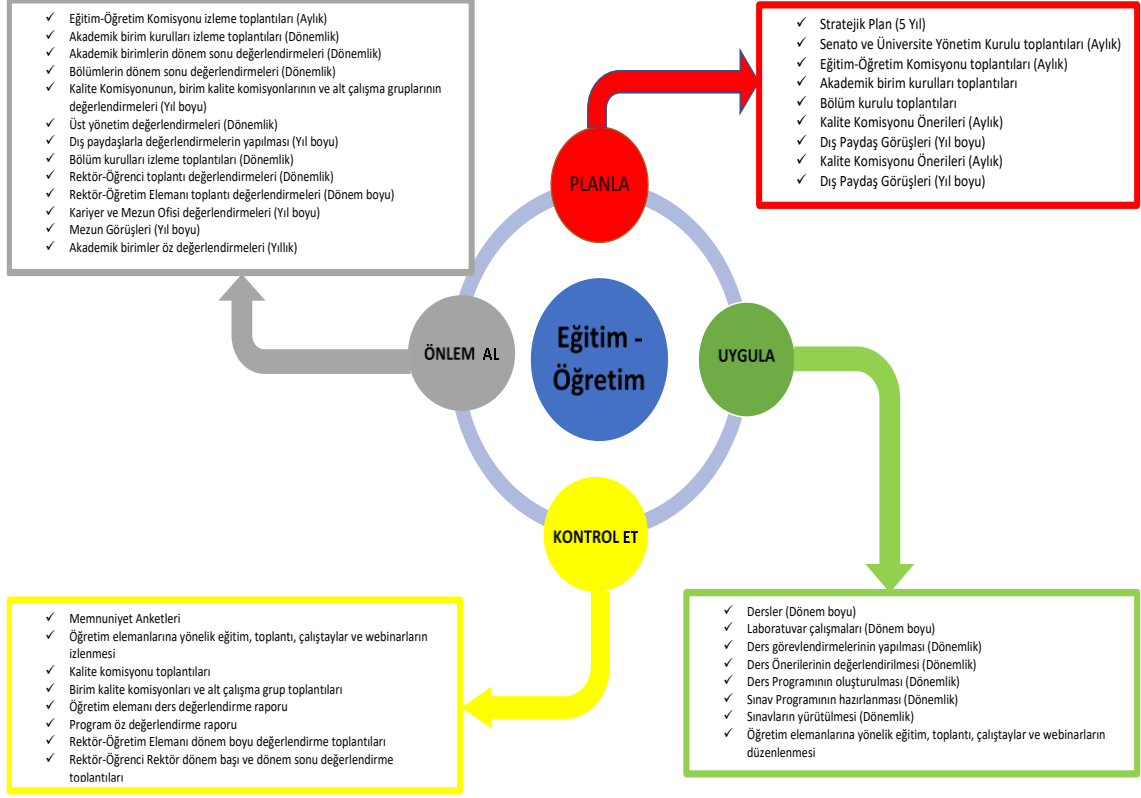 ✓ Eğitim-Öğretim Komisyonu izleme toplantıları (Aylık)
✓ Akademik birim kurulları izleme toplantıları (Dönemlik)
✓ Akademik birimlerin dönem sonu değerlendirmeleri (Dönemlik)
✓ Bölümlerin dönem sonu değerlendirmeleri (Dönemlik)
✓ Kalite Komisyonunun, birim kalite komisyonlarının ve alt çalışma gruplarının
değerlendirmeleri (Yıl boyu)
✓ Üst yönetim değerlendirmeleri (Dönemlik)
✓ Dış paydaşlarla değerlendirmelerin yapılması (Yıl boyu)
✓ Bölüm kurulları izleme toplantıları (Dönemlik)
✓ Rektör-Öğrenci toplantı değerlendirmeleri (Dönemlik)
✓ Rektör-Öğretim Elemanı toplantı değerlendirmeleri (Dönem boyu)
✓ Kariyer ve Mezun Ofisi değerlendirmeleri (Yıl boyu)
✓ Mezun Görüşleri (Yıl boyu)
✓ Akademik birimler öz değerlendirmeleri (Yıllık)
✓ Stratejik Plan (5 Yıl)
✓ Senato ve Üniversite Yönetim Kurulu toplantıları (Aylık)
✓ Eğitim-Öğretim Komisyonu toplantıları (Aylık)
✓ Akademik birim kurulları toplantıları
✓ Bölüm kurulu toplantıları
✓ Kalite Komisyonu Önerileri (Aylık)
✓ Dış Paydaş Görüşleri (Yıl boyu)
✓ Kalite Komisyonu Önerileri (Aylık)
✓ Dış Paydaş Görüşleri (Yıl boyu)
PLANLA
ÖNLEM AL
Eğitim -
Öğretim
UYGULA
KONTROL ET
✓ Memnuniyet Anketleri
✓ Öğretim elemanlarına yönelik eğitim, toplantı, çalıştaylar ve webinarların
izlenmesi
✓ Kalite komisyonu toplantıları
✓ Birim kalite komisyonları ve alt çalışma grup toplantıları
✓ Öğretim elemanı ders değerlendirme raporu
✓ Program öz değerlendirme raporu
✓ Rektör-Öğretim Elemanı dönem boyu değerlendirme toplantıları
✓ Rektör-Öğrenci Rektör dönem başı ve dönem sonu değerlendirme
toplantıları
✓ Dersler (Dönem boyu)
✓ Laboratuvar çalışmaları (Dönem boyu)
✓ Ders görevlendirmelerinin yapılması (Dönemlik)
✓ Ders Önerilerinin değerlendirilmesi (Dönemlik)
✓ Ders Programının oluşturulması (Dönemlik)
✓ Sınav Programının hazırlanması (Dönemlik)
✓ Sınavların yürütülmesi (Dönemlik)
✓ Öğretim elemanlarına yönelik eğitim, toplantı, çalıştaylar ve webinarların
düzenlenmesi